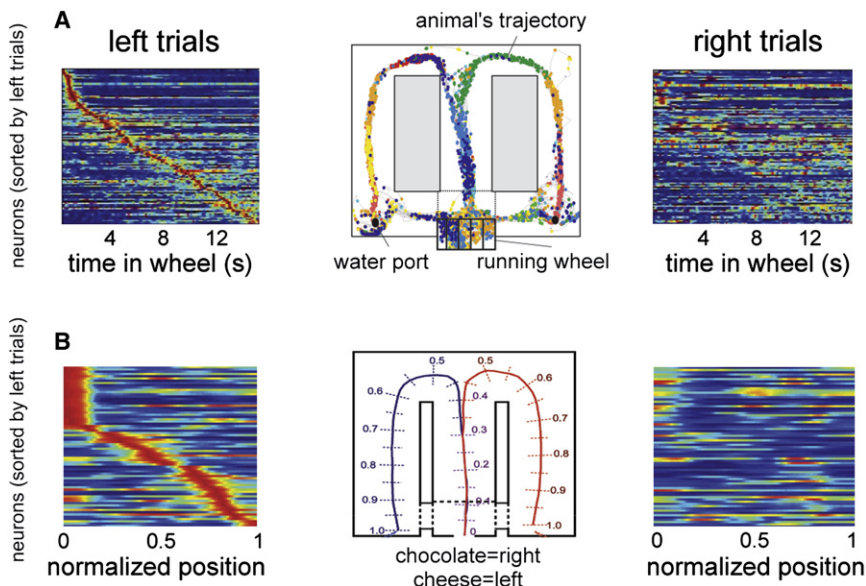 A
left trials
animal's trajectory
right trials
neurons (sorted by left trials)
4 8 12
time in wheel (s)
water port
running wheel
4 8 12
time in wheel (s)
B
neurons (sorted by left trials)
0 0.5 1
normalized position
0.5 0.5
0.6 0.4 0.6
0.7 0.3 0.7
0.8 0.2 0.8
0.9 0.1 0.9
1.0 0 1.0
chocolate=right
cheese=left
0 0.5 1
normalized position